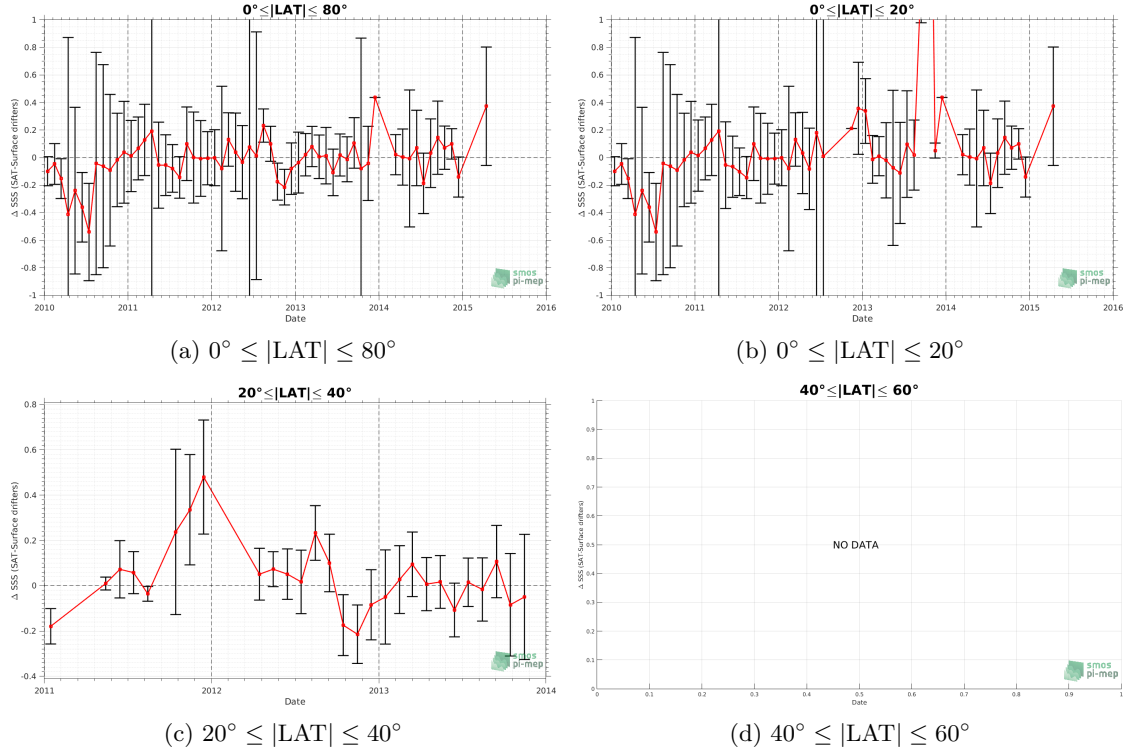 0°≤|LAT|≤ 80°
Δ SSS (SAT-Surface drifters)
1
0.8
0.6
0.4
0.2
0
-0.2
-0.4
-0.6
-0.8
-1
2010 2011 2012 2013 2014 2015 2016
Date
smos
pi-mep
(a) 0° ≤ |LAT| ≤ 80°
0°≤|LAT|≤ 20°
Δ SSS (SAT-Surface drifters)
1
0.8
0.6
0.4
0.2
0
-0.2
-0.4
-0.6
-0.8
-1
2010 2011 2012 2013 2014 2015 2016
Date
smos
pi-mep
(b) 0° ≤ |LAT| ≤ 20°
20°≤|LAT|≤ 40°
Δ SSS (SAT-Surface drifters)
0.8
0.6
0.4
0.2
0
-0.2
-0.4
2011 2012 2013 2014
Date
smos
pi-mep
(c) 20° ≤ |LAT| ≤ 40°
40°≤|LAT|≤ 60°
Δ SSS (SAT-Surface drifters)
1
0.9
0.8
0.7
0.6
0.5
0.4
0.3
0.2
0.1
0
NO DATA
0 0.1 0.2 0.3 0.4 0.5 0.6 0.7 0.8 0.9 1
Date
smos
pi-mep
(d) 40° ≤ |LAT| ≤ 60°